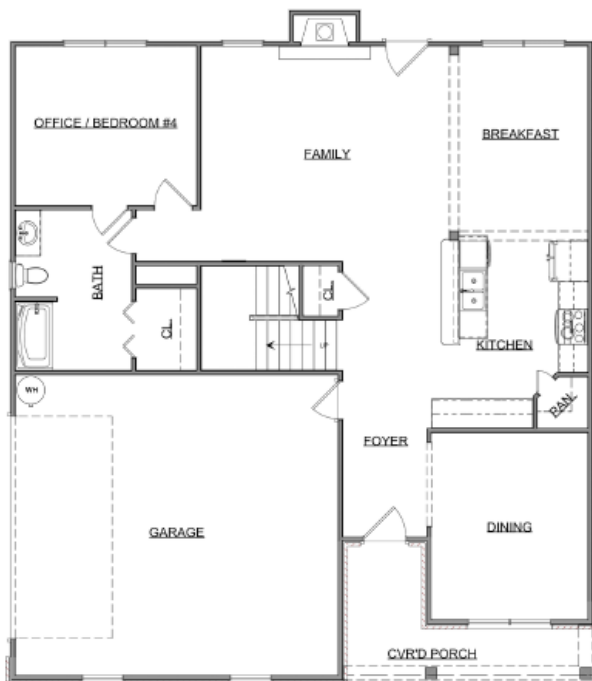 OFFICE / BEDROOM #4
FAMILY
BREAKFAST
BATH
CL
CL
KITCHEN
PAN.
WH
FOYER
GARAGE
DINING
CVR'D PORCH